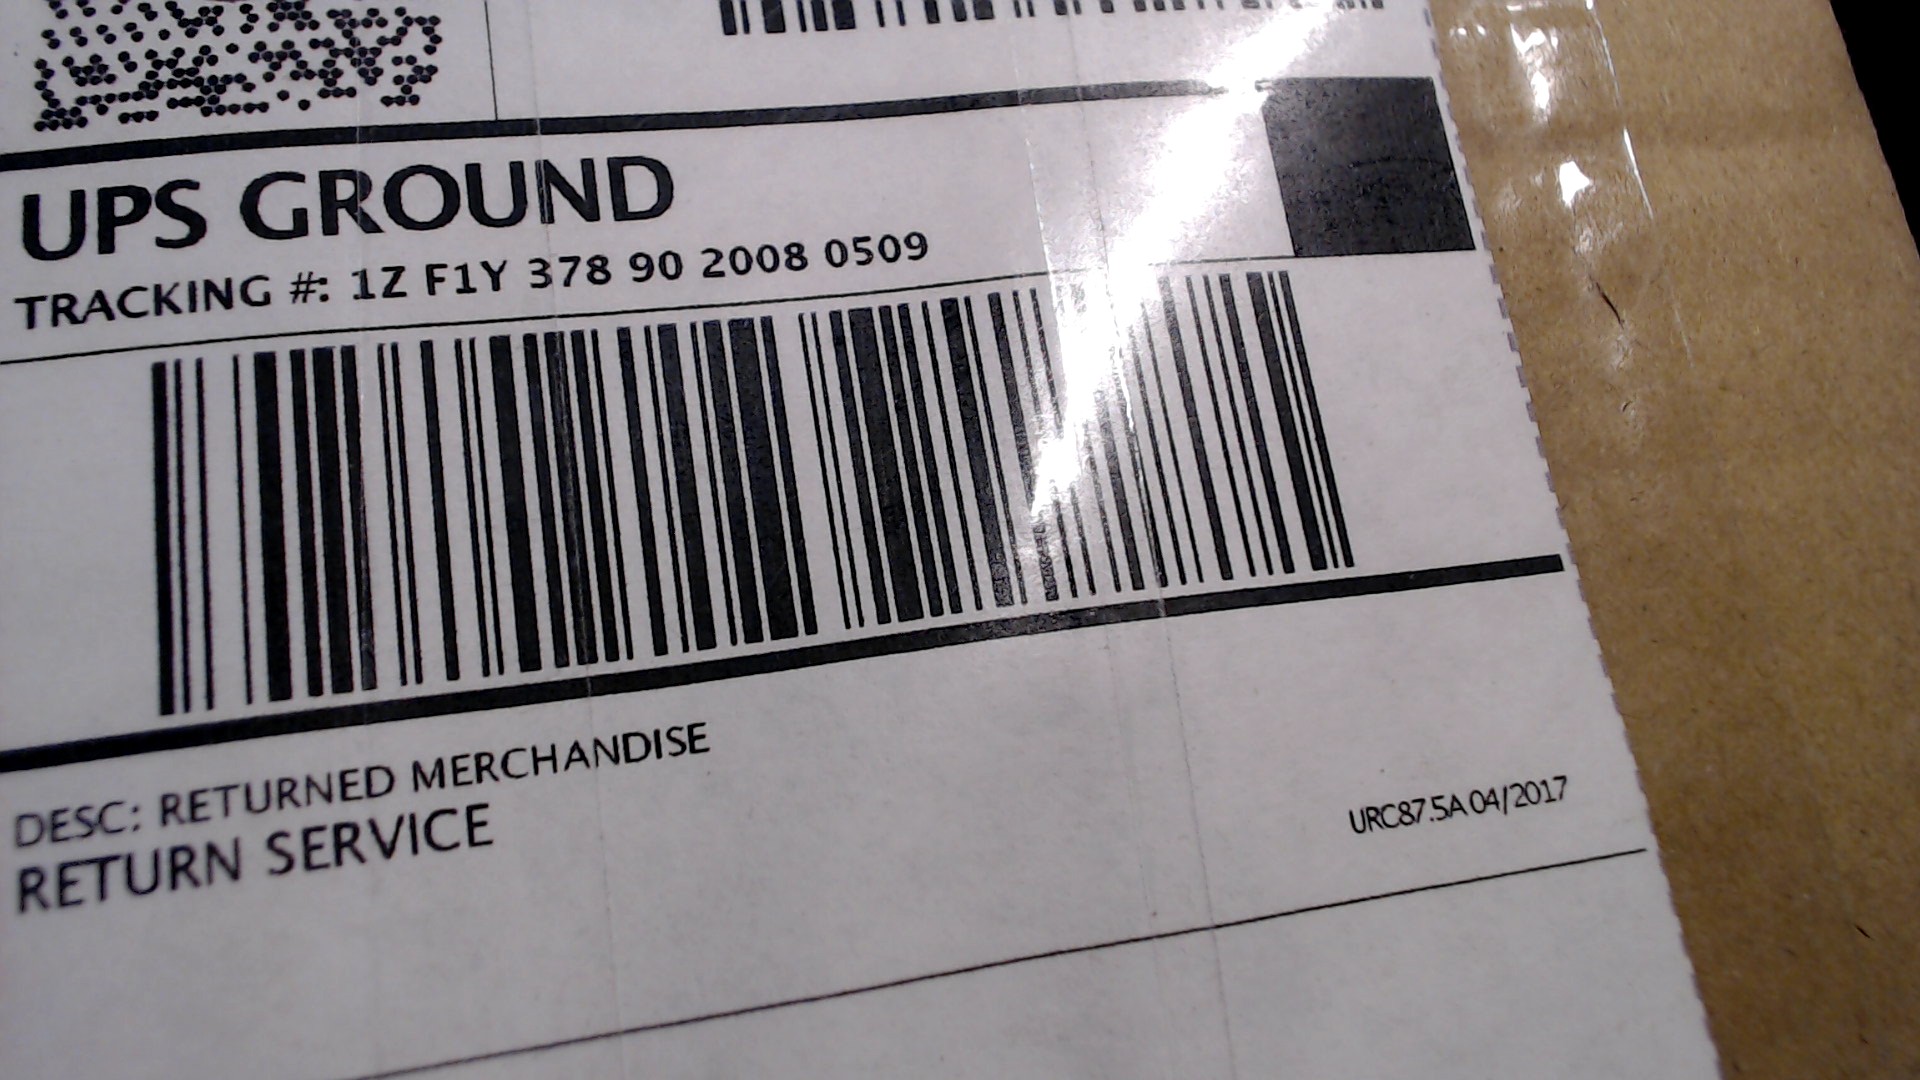 UPS GROUND
TRACKING #: 1Z F1Y 378 90 2008 0509
DESC: RETURNED MERCHANDISE
RETURN SERVICE
URC87.5A 04/2017